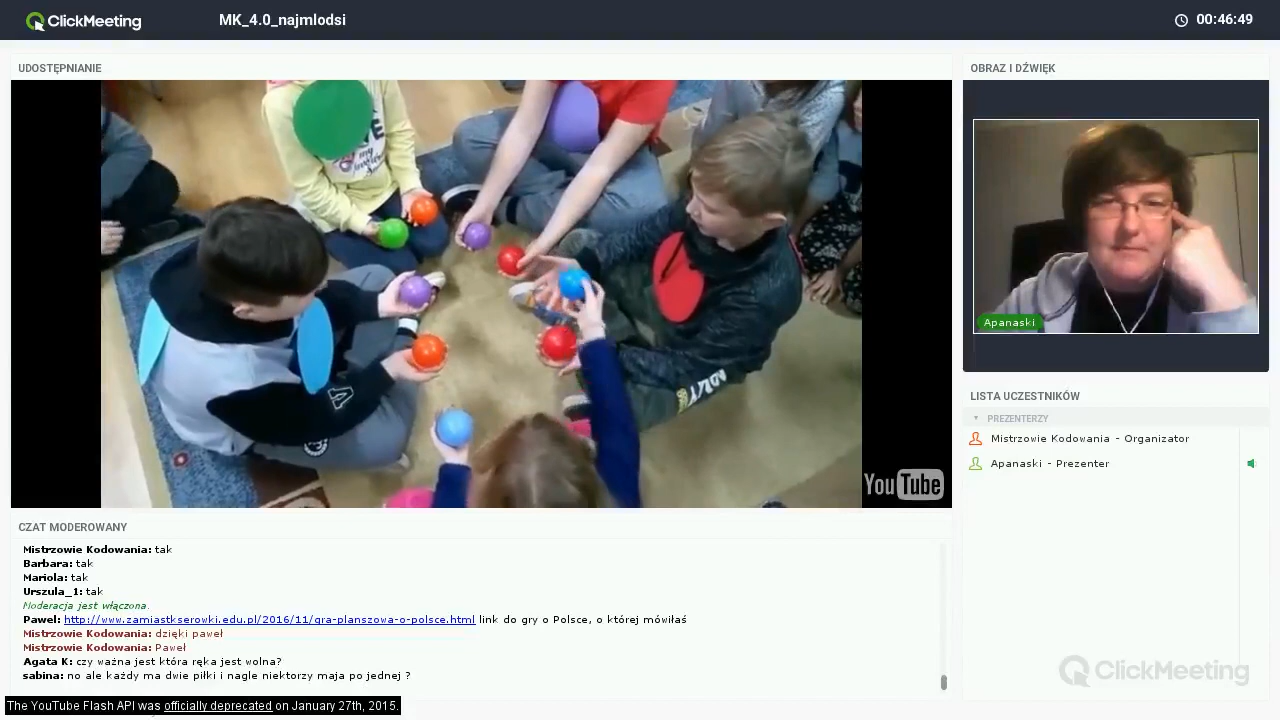 ClickMeeting
MK_4.0_najmlodsi
00:46:49
UDOSTĘPNIANIE
OBRAZ I DŹWIĘK
A
YouTube
Apanaski
LISTA UCZESTNIKÓW
PREZENTERZY
Mistrzowie Kodowania - Organizator
Apanaski - Prezenter
CZAT MODEROWANY
Mistrzowie Kodowania: tak
Barbara: tak
Mariola: tak
Urszula_1: tak
Moderacja jest włączona.
Pawel: http://www.zamiastkserowki.edu.pl/2016/11/gra-planszowa-o-polsce.html link do gry o Polsce, o której mówiłaś
Mistrzowie Kodowania: dzięki paweł
Mistrzowie Kodowania: Paweł
Agata K: czy ważna jest która ręka jest wolna?
sabina: no ale każdy ma dwie piłki i nagle niektorzy maja po jednej ?
ClickMeeting
The YouTube Flash API was officially deprecated on January 27th, 2015.